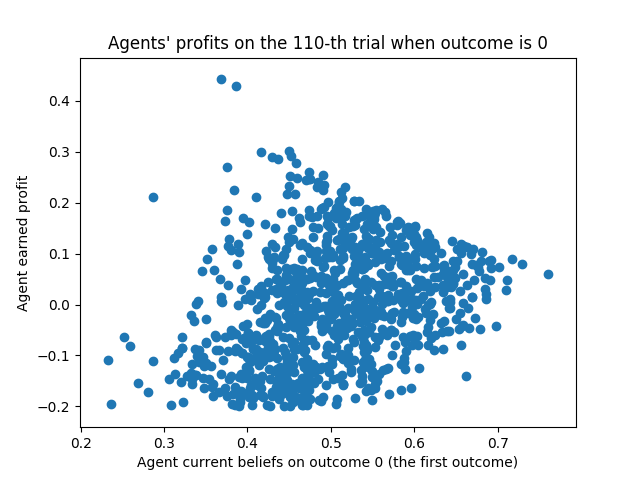 Agents' profits on the 110-th trial when outcome is 0
0.4
0.3
0.2
0.1
0.0
−0.1
−0.2
Agent earned profit
0.2 0.3 0.4 0.5 0.6 0.7
Agent current beliefs on outcome 0 (the first outcome)